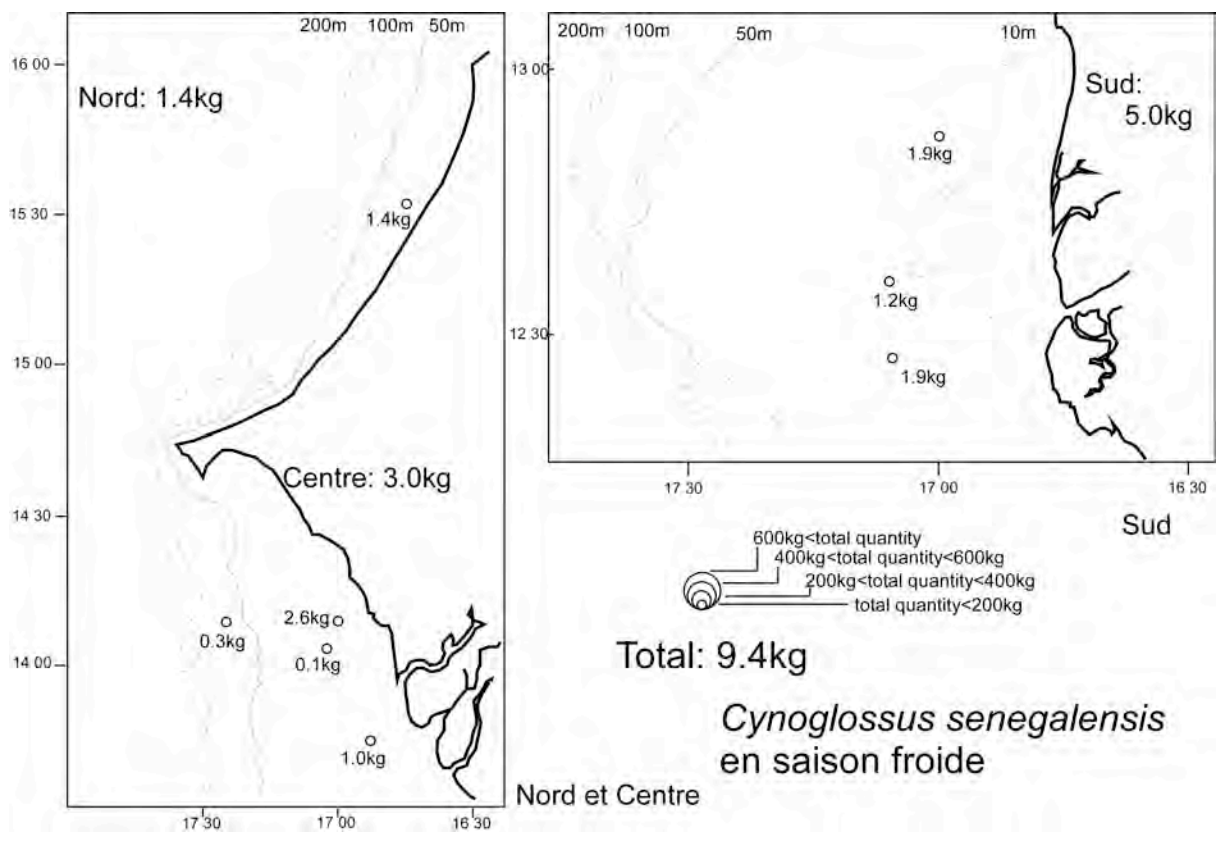 200m 100m 50m
16 00
Nord: 1.4kg
15 30
1.4kg
15 00
Centre: 3.0kg
14 30
2.6kg
0.3kg
0.1kg
14 00
1.0kg
17 30 17 00 16 30
Nord et Centre
200m 100m 50m 10m
13 00
Sud:
5.0kg
1.9kg
1.2kg
12 30
1.9kg
17 30 17 00 16 30
Sud
600kg<total quantity
400kg<total quantity<600kg
200kg<total quantity<400kg
total quantity<200kg
Total: 9.4kg
Cynoglossus senegalensis
en saison froide